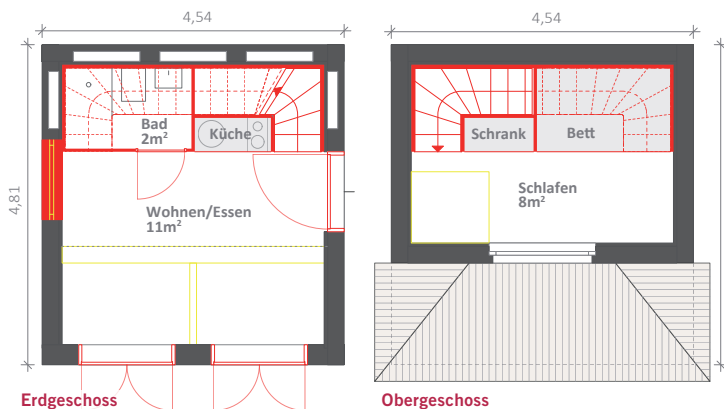 4,54
4,54
4,81
Bad
2m²
Küche
Wohnen/Essen
11m²
Erdgeschoss
Schrank
Bett
Schlafen
8m²
Obergeschoss